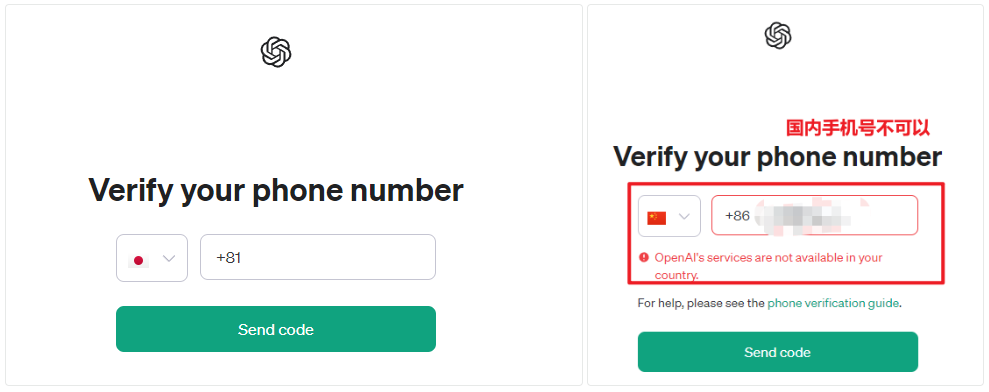 Verify your phone number
+81
Send code
国内手机号不可以
Verify your phone number
+86
OpenAI's services are not available in your
country.
For help, please see the phone verification guide.
Send code